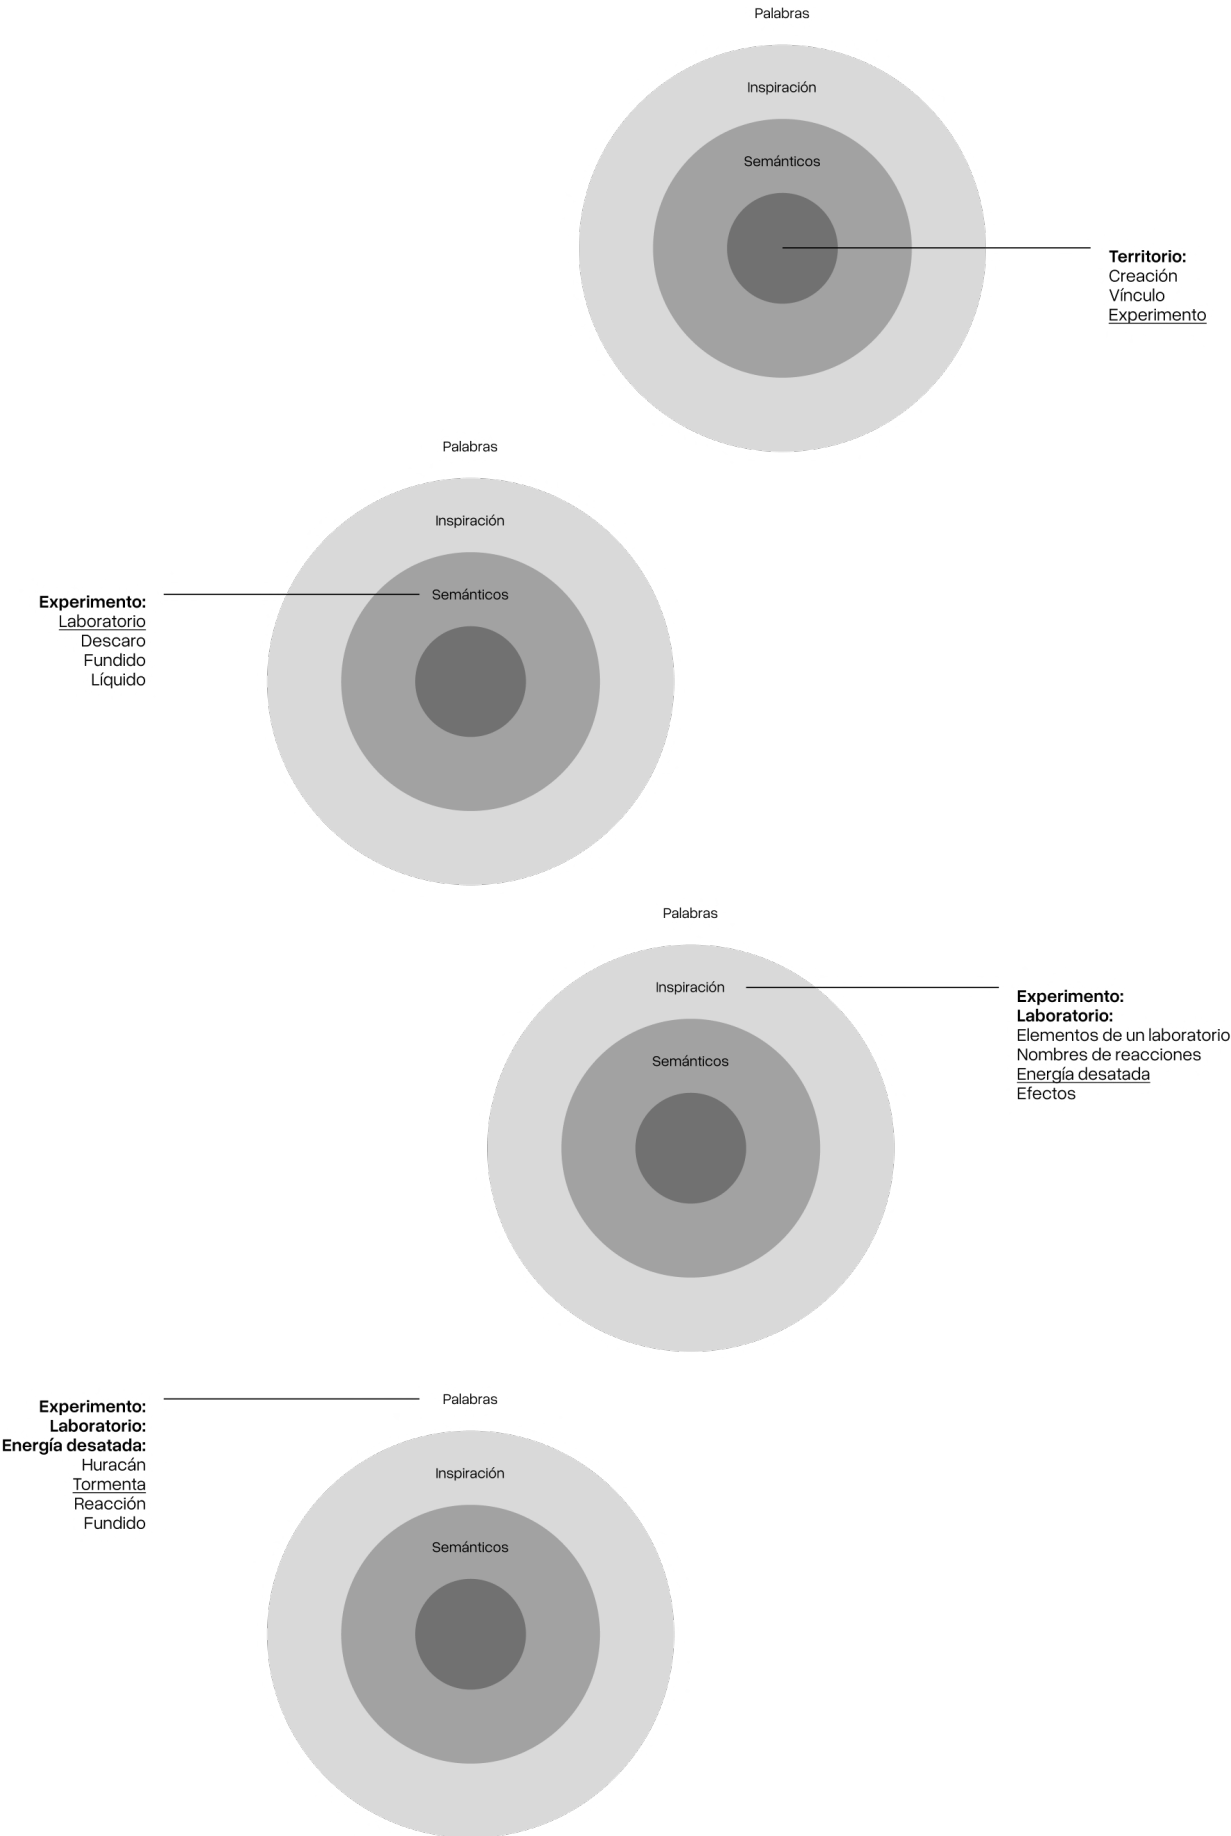 Palabras
Inspiración
Semánticos
Territorio:
Creación
Vínculo
Experimento
Palabras
Inspiración
Semánticos
Experimento:
Laboratorio
Descaro
Fundido
Líquido
Palabras
Inspiración
Semánticos
Experimento:
Laboratorio:
Elementos de un laboratorio
Nombres de reacciones
Energía desatada
Efectos
Palabras
Inspiración
Semánticos
Experimento:
Laboratorio:
Energía desatada:
Huracán
Tormenta
Reacción
Fundido